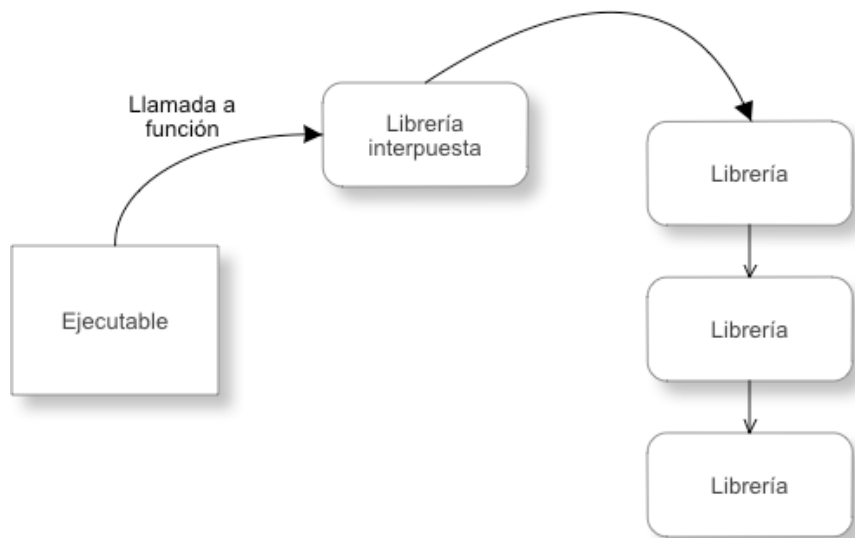 Llamada a
función
Librería
interpuesta
Librería
Ejecutable
Librería
Librería